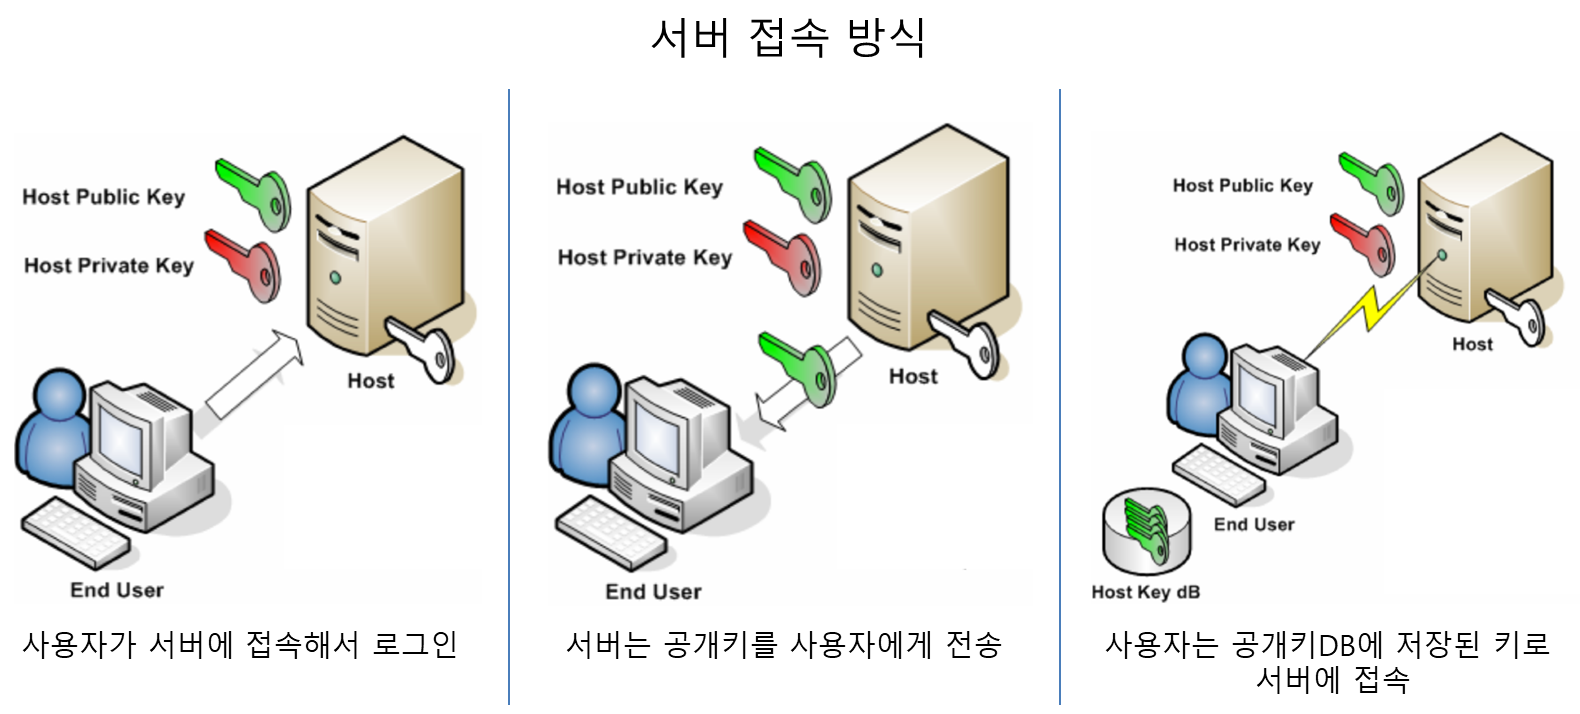 서버 접속 방식
Host Public Key
Host Private Key
Host
End User
사용자가 서버에 접속해서 로그인
Host Public Key
Host Private Key
Host
End User
서버는 공개키를 사용자에게 전송
Host Public Key
Host Private Key
Host
End User
Host Key dB
사용자는 공개키DB에 저장된 키로
서버에 접속